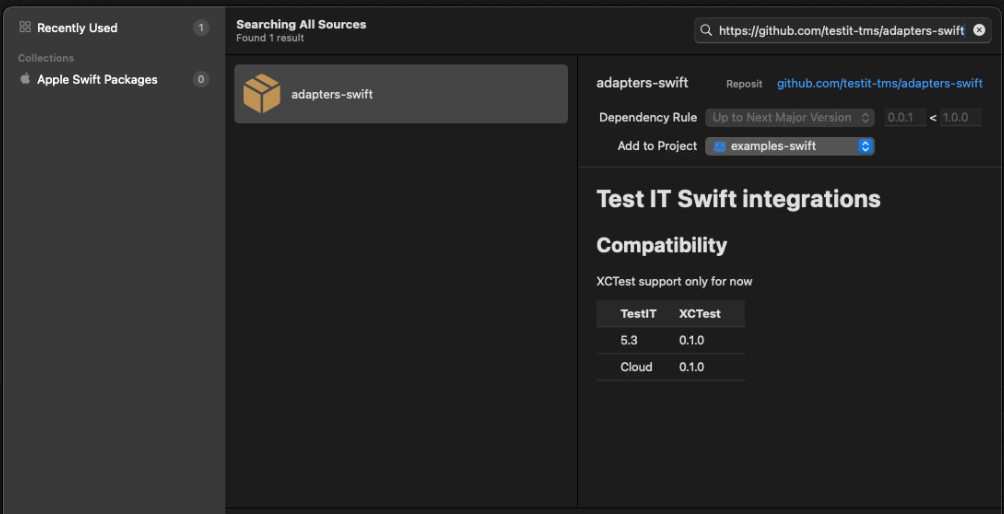 Recently Used 1
Collections
Apple Swift Packages 0
Searching All Sources
Found 1 result
https://github.com/testit-tms/adapters-swift
adapters-swift
adapters-swift Reposit github.com/testit-tms/adapters-swift
Dependency Rule Up to Next Major Version 0.0.1 < 1.0.0
Add to Project examples-swift
Test IT Swift integrations
Compatibility
XCTest support only for now
TestIT XCTest
5.3 0.1.0
Cloud 0.1.0